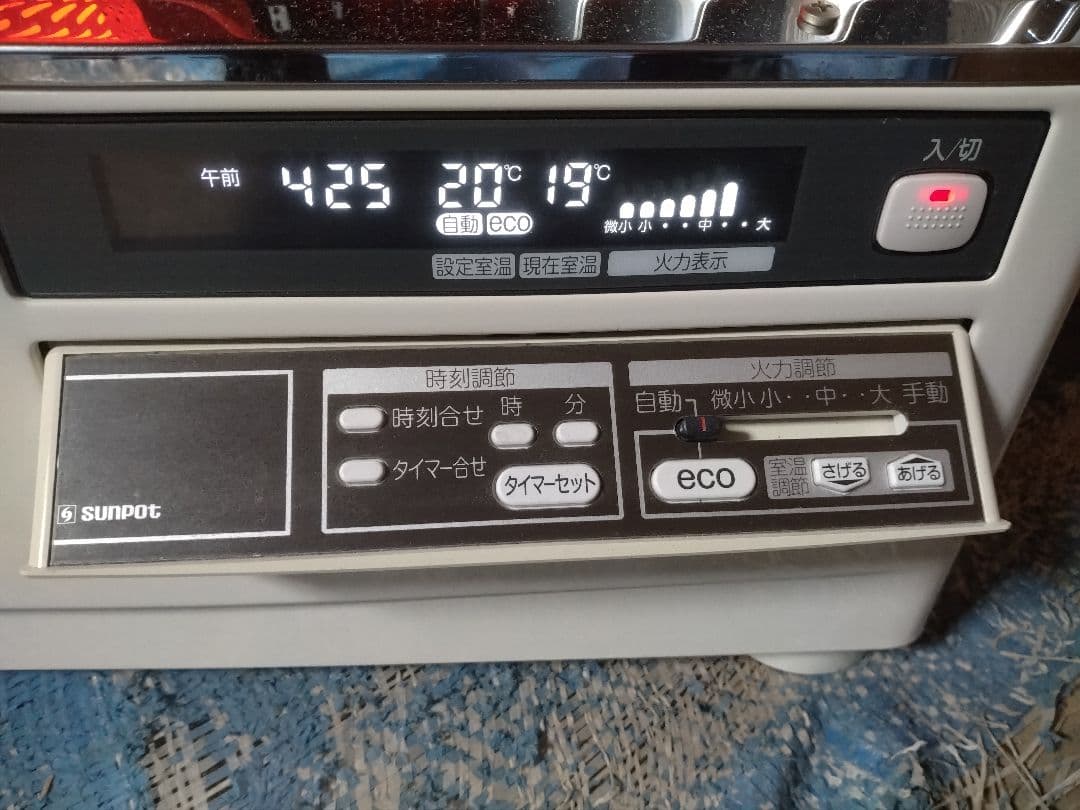 入/切
午前 425 20℃ 19℃
自動 eco
微小 小・・中・・大
設定室温 現在室温 火力表示
時刻調節
時刻合せ 時 分
タイマー合せ タイマーセット
火力調節
自動 微小 小・・中・・大 手動
eco 室温調節 さげる あげる
SUNPOT